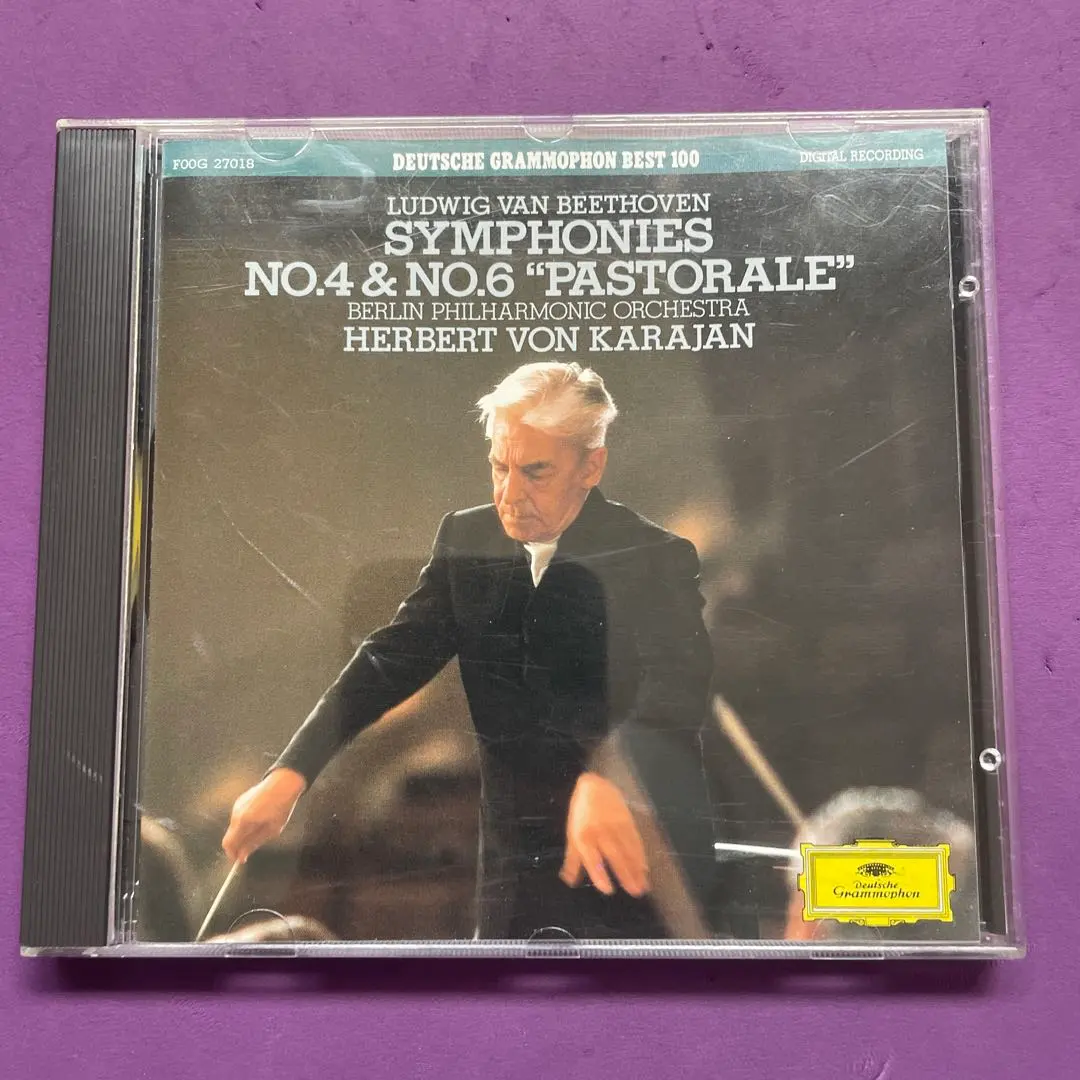 F00G 27018 DEUTSCHE GRAMMOPHON BEST 100 DIGITAL RECORDING
LUDWIG VAN BEETHOVEN
SYMPHONIES
NO.4 & NO.6 “PASTORALE”
BERLIN PHILHARMONIC ORCHESTRA
HERBERT VON KARAJAN
Deutsche
Grammophon